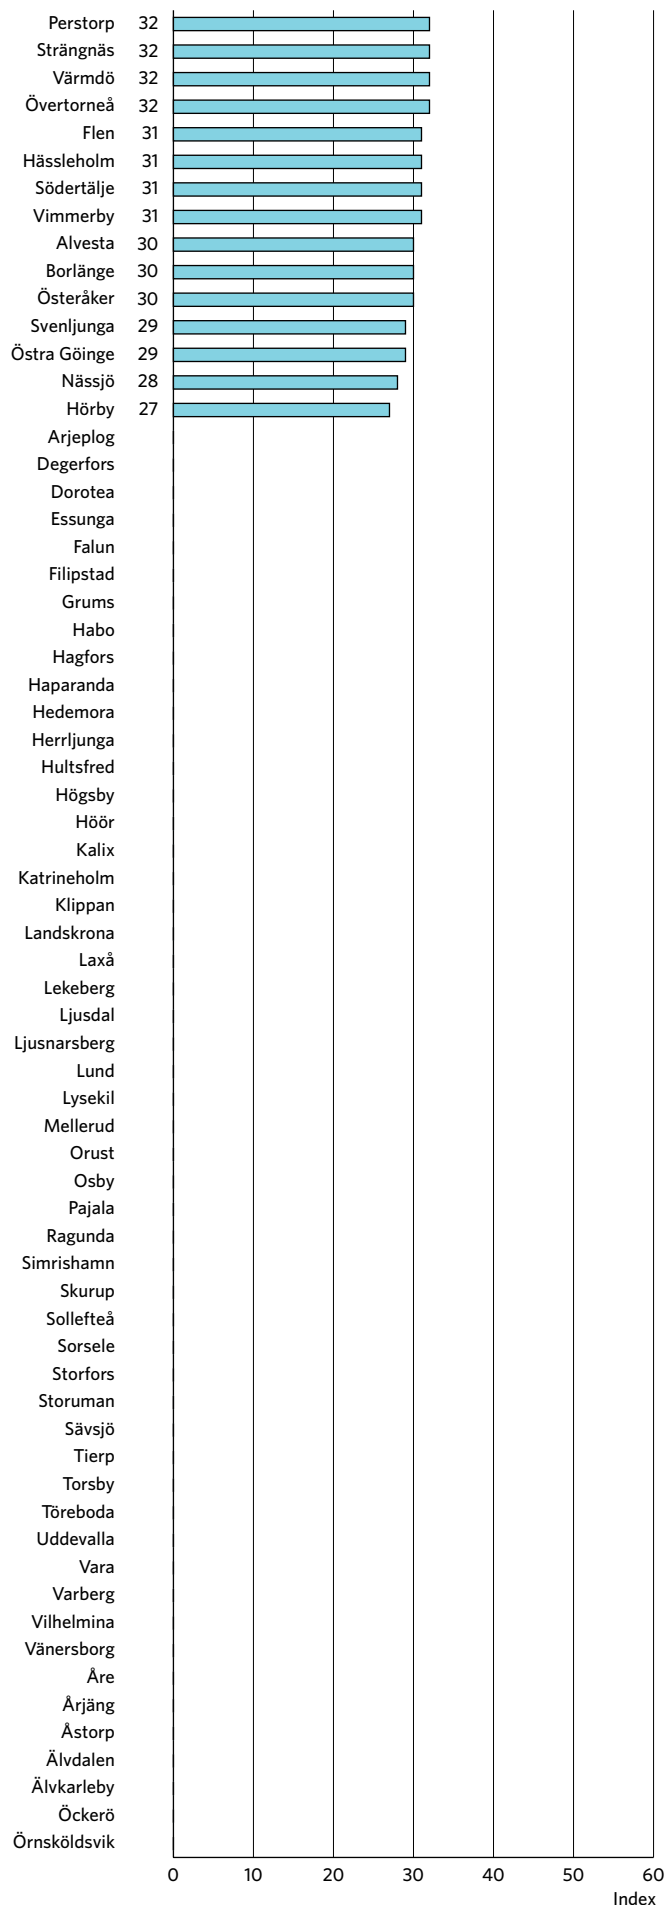 Perstorp 32
Strängnäs 32
Värmdö 32
Övertorneå 32
Flen 31
Hässleholm 31
Södertälje 31
Vimmerby 31
Alvesta 30
Borlänge 30
Österåker 30
Svenljunga 29
Östra Göinge 29
Nässjö 28
Hörby 27
Arjeplog
Degerfors
Dorotea
Essunga
Falun
Filipstad
Grums
Habo
Hagfors
Haparanda
Hedemora
Herrljunga
Hultsfred
Högsby
Höör
Kalix
Katrineholm
Klippan
Landskrona
Laxå
Lekeberg
Ljusdal
Ljusnarsberg
Lund
Lysekil
Mellerud
Orust
Osby
Pajala
Ragunda
Simrishamn
Skurup
Sollefteå
Sorsele
Storfors
Storuman
Sävsjö
Tierp
Torsby
Töreboda
Uddevalla
Vara
Varberg
Vilhelmina
Vänersborg
Åre
Årjäng
Åstorp
Älvdalen
Älvkarleby
Öckerö
Örnsköldsvik
0 10 20 30 40 50 60
Index